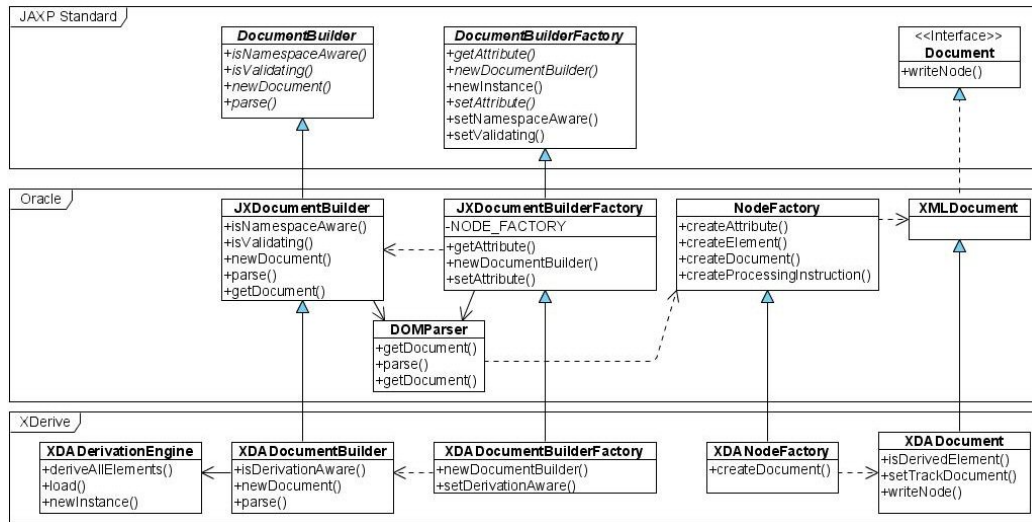 JAXP Standard
DocumentBuilder
+isNamespaceAware()
+isValidating()
+newDocument()
+parse()
DocumentBuilderFactory
+getAttribute()
+newDocumentBuilder()
+newInstance()
+setAttribute()
+setNamespaceAware()
+setValidating()
<<Interface>>
Document
+writeNode()
Oracle
JXDocumentBuilder
+isNamespaceAware()
+isValidating()
+newDocument()
+parse()
+getDocument()
JXDocumentBuilderFactory
-NODE_FACTORY
+getAttribute()
+newDocumentBuilder()
+setAttribute()
NodeFactory
+createAttribute()
+createElement()
+createDocument()
+createProcessingInstruction()
XMLDocument
DOMParser
+getDocument()
+parse()
+getDocument()
XDerive
XDADerivationEngine
+deriveAllElements()
+load()
+newInstance()
XDADocumentBuilder
+isDerivationAware()
+newDocument()
+parse()
XDADocumentBuilderFactory
+newDocumentBuilder()
+setDerivationAware()
XDANodeFactory
+createDocument()
XDADocument
+isDerivedElement()
+setTrackDocument()
+writeNode()